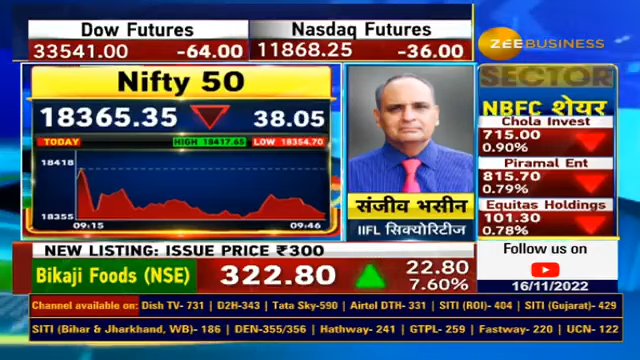 Dow Futures
33541.00 -64.00
Nasdaq Futures
11868.25 -36.00
ZEE BUSINESS
Nifty 50
18365.35 38.05
TODAY HIGH 18417.65 LOW 18354.70
18418
18355
09:15 09:46
संजीव भसीन
IIFL सिक्योरिटीज
SECTOR
NBFC शेयर
Chola Invest
715.00
0.90%
Piramal Ent
815.70
0.79%
Equitas Holdings
101.30
0.78%
NEW LISTING: ISSUE PRICE ₹300
Bikaji Foods (NSE) 322.80 22.80
7.60%
Follow us on
16/11/2022
Channel available on: Dish TV- 731 | D2H-343 | Tata Sky-590 | Airtel DTH- 331 | SITI (ROI)- 404 | SITI (Gujarat)- 429
SITI (Bihar & Jharkhand, WB)- 186 | DEN-355/356 | Hathway- 241 | GTPL- 259 | Fastway- 220 | UCN- 122